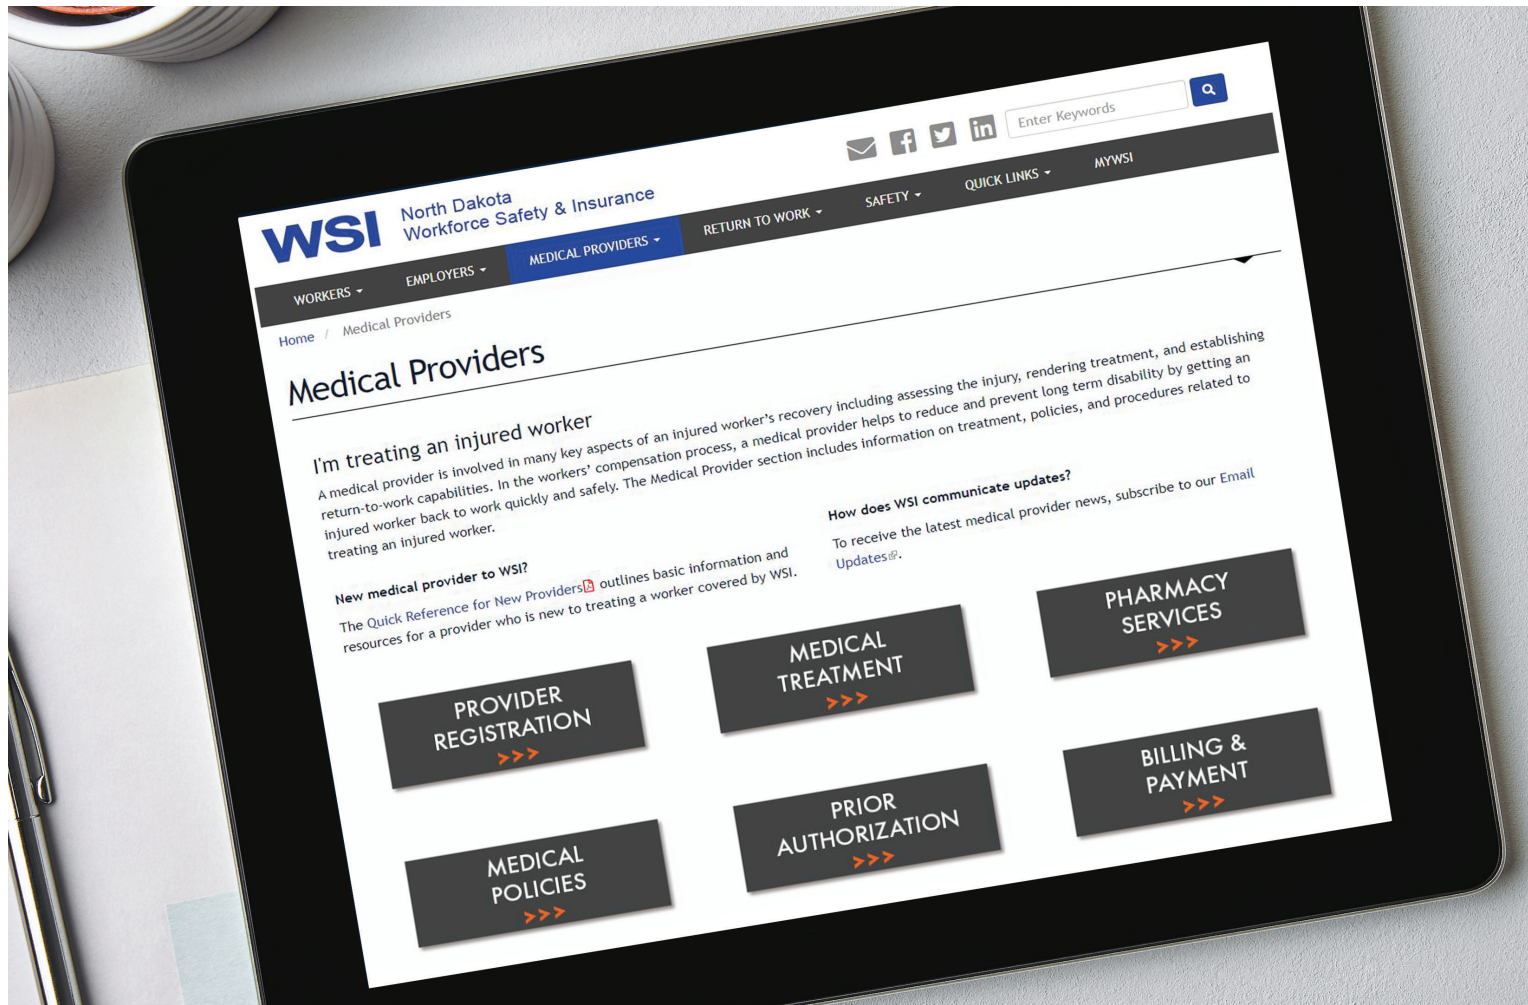 WSI
North Dakota
Workforce Safety & Insurance
Enter Keywords
WORKERS
EMPLOYERS
MEDICAL PROVIDERS
RETURN TO WORK
SAFETY
QUICK LINKS
MYWSI
Home / Medical Providers
Medical Providers
I'm treating an injured worker
A medical provider is involved in many key aspects of an injured worker's recovery including assessing the injury, rendering treatment, and establishing
return-to-work capabilities. In the workers' compensation process, a medical provider helps to reduce and prevent long term disability by getting an
injured worker back to work quickly and safely. The Medical Provider section includes information on treatment, policies, and procedures related to
treating an injured worker.
New medical provider to WSI?
The Quick Reference for New Providers outlines basic information and
resources for a provider who is new to treating a worker covered by WSI.
How does WSI communicate updates?
To receive the latest medical provider news, subscribe to our Email
Updates.
PROVIDER
REGISTRATION
>>>
MEDICAL
TREATMENT
>>>
PHARMACY
SERVICES
>>>
MEDICAL
POLICIES
>>>
PRIOR
AUTHORIZATION
>>>
BILLING &
PAYMENT
>>>